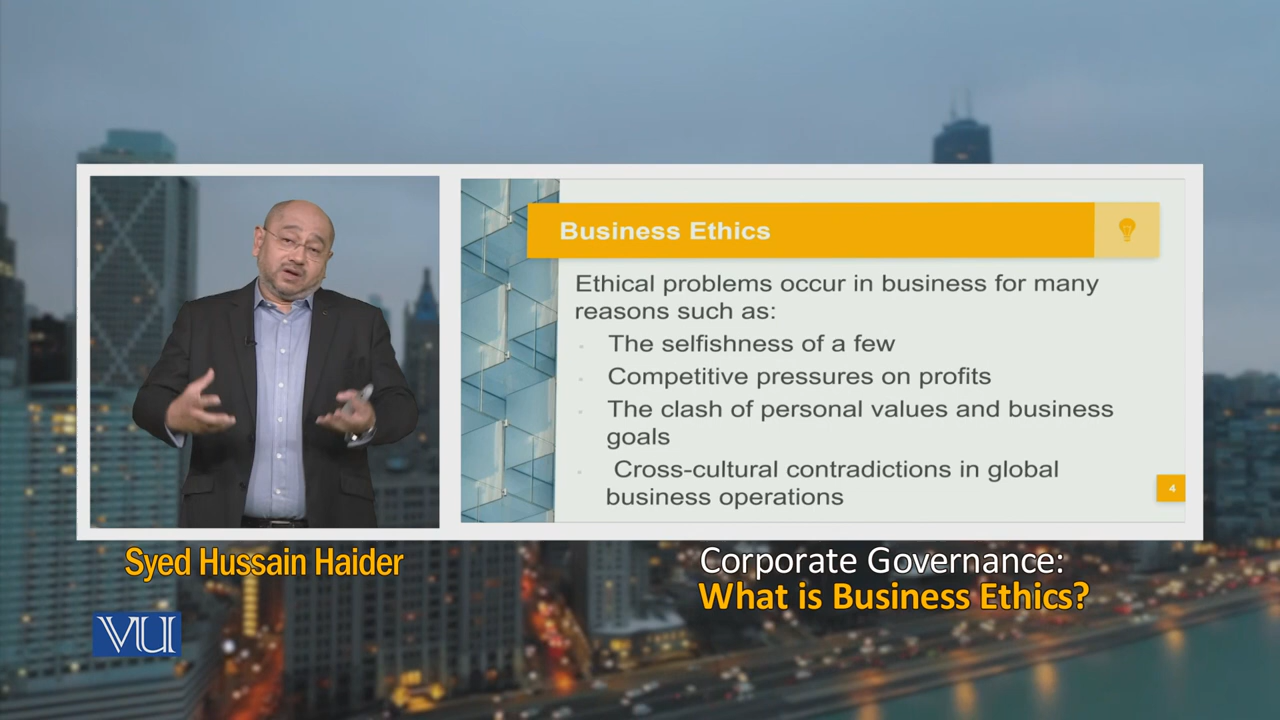 Business Ethics
Ethical problems occur in business for many
reasons such as:
The selfishness of a few
Competitive pressures on profits
The clash of personal values and business
goals
Cross-cultural contradictions in global
business operations
4
Syed Hussain Haider
Corporate Governance:
What is Business Ethics?
VU